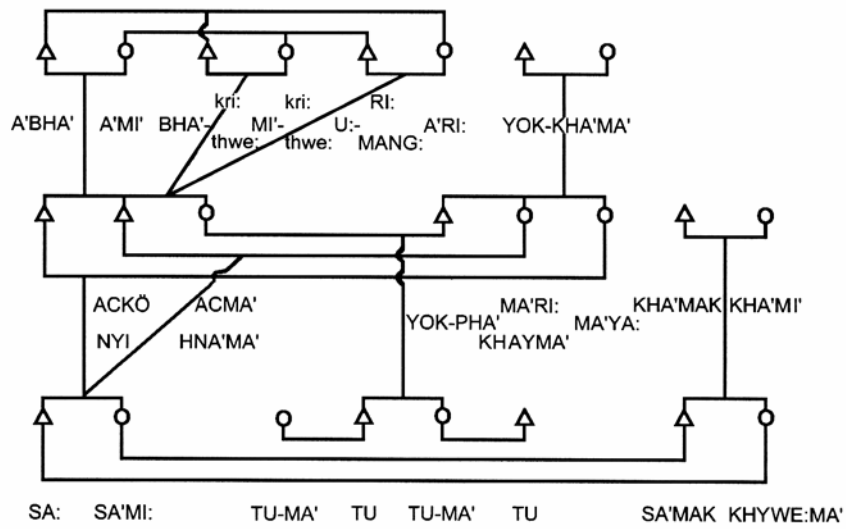 kri: kri: RI:
A'BHA' A'MI' BHA'- MI'- U:- A'RI: YOK-KHA'MA'
thwe: thwe: MANG:
ACKÖ ACMA' MA'RI: KHA'MAK KHA'MI'
YOK-PHA' MA'YA:
NYI HNA'MA' KHAYMA'
SA: SA'MI: TU-MA' TU TU-MA' TU SA'MAK KHYWE:MA'